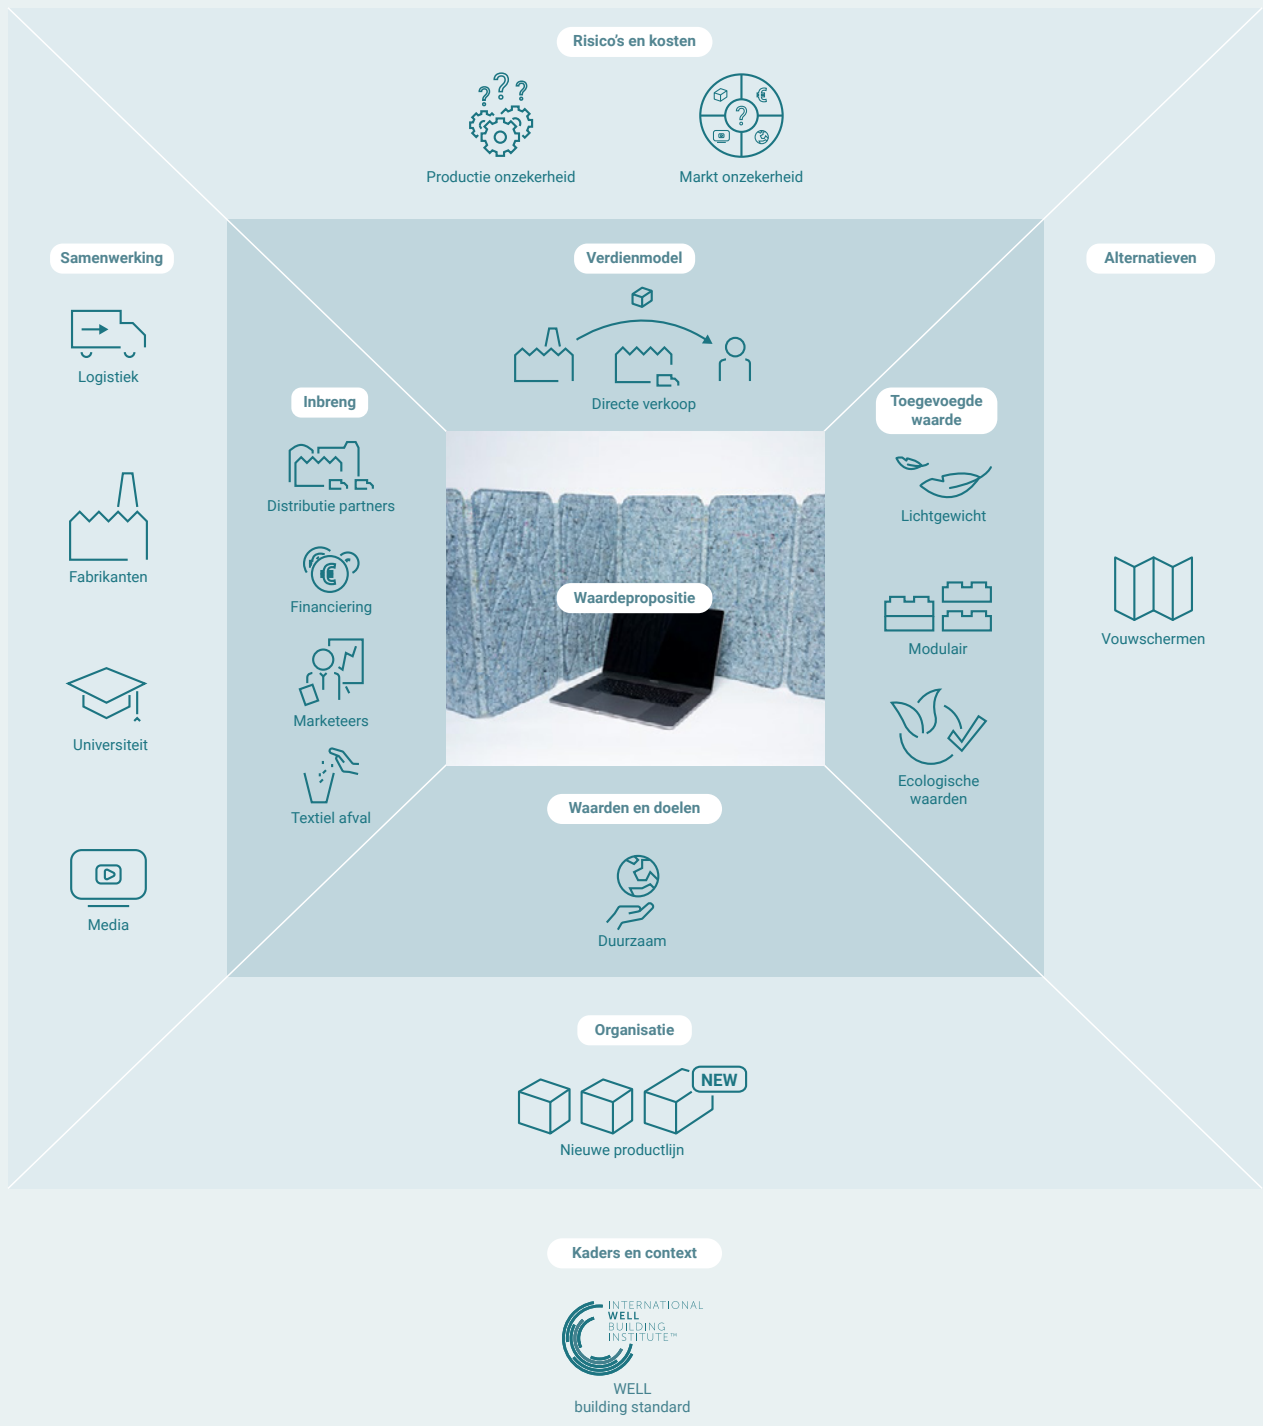 Risico's en kosten
Productie onzekerheid
Markt onzekerheid
Samenwerking
Logistiek
Fabrikanten
Universiteit
Media
Inbreng
Distributie partners
Financiering
Marketeers
Textiel afval
Verdienmodel
Directe verkoop
Waardepropositie
Waarden en doelen
Duurzaam
Toegevoegde
waarde
Lichtgewicht
Modulair
Ecologische
waarden
Alternatieven
Vouwschermen
Organisatie
NEW
Nieuwe productlijn
Kaders en context
INTERNATIONAL
WELL
BUILDING
INSTITUTE™
WELL
building standard